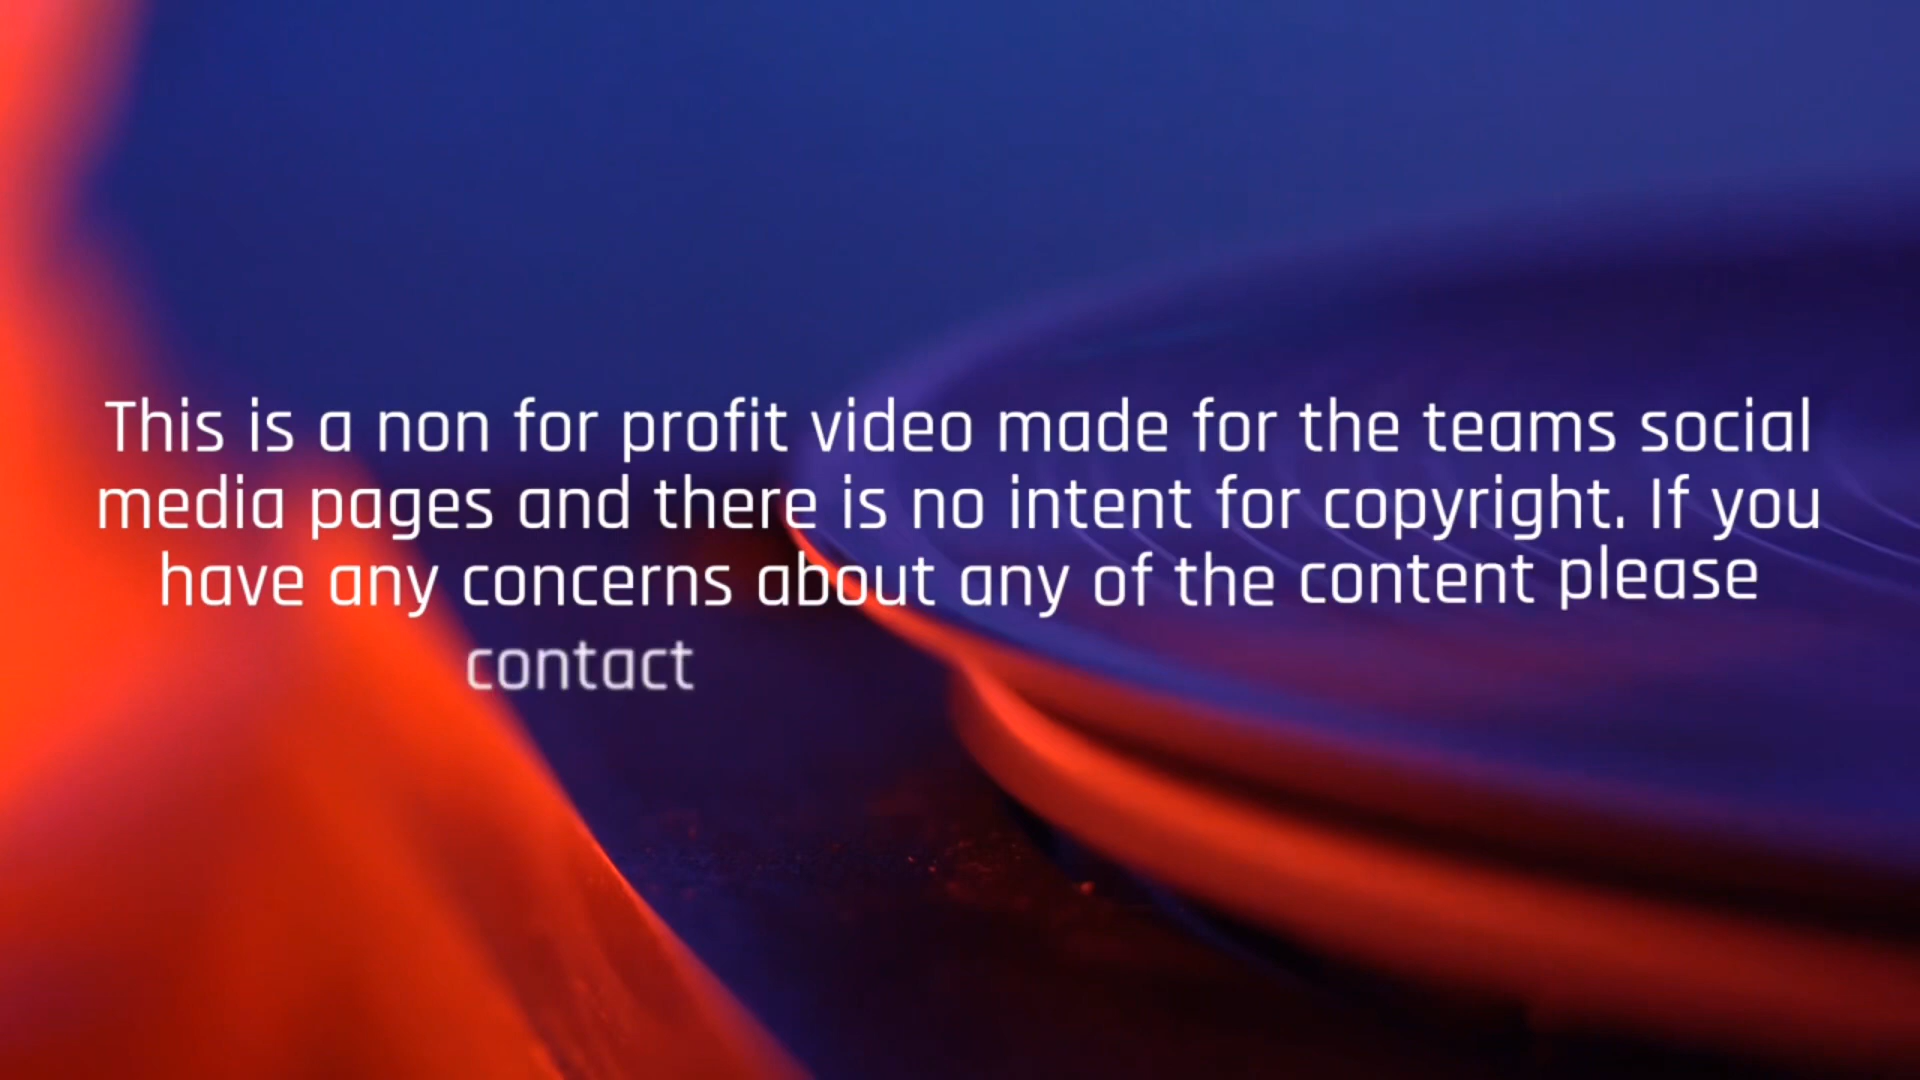 This is a non for profit video made for the teams social
media pages and there is no intent for copyright. If you
have any concerns about any of the content please
contact